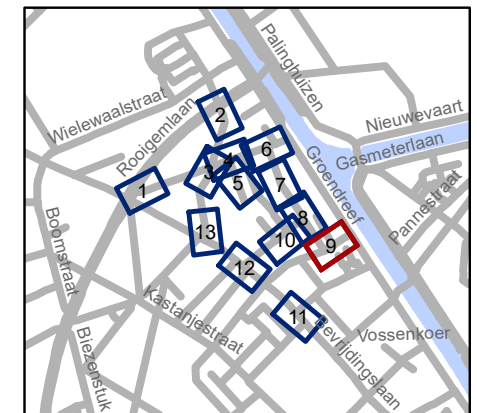 Palinghuizen
Wielewaalstraat
Rooigemlaan
Nieuwevaart
Gasmeterlaan
Groendreef
Pannestraat
Boomstraat
Kastanjestraat
Biezenstuk
Bevrijdingslaan
Vossenkoer
1
2
3
4
5
6
7
8
9
10
11
12
13